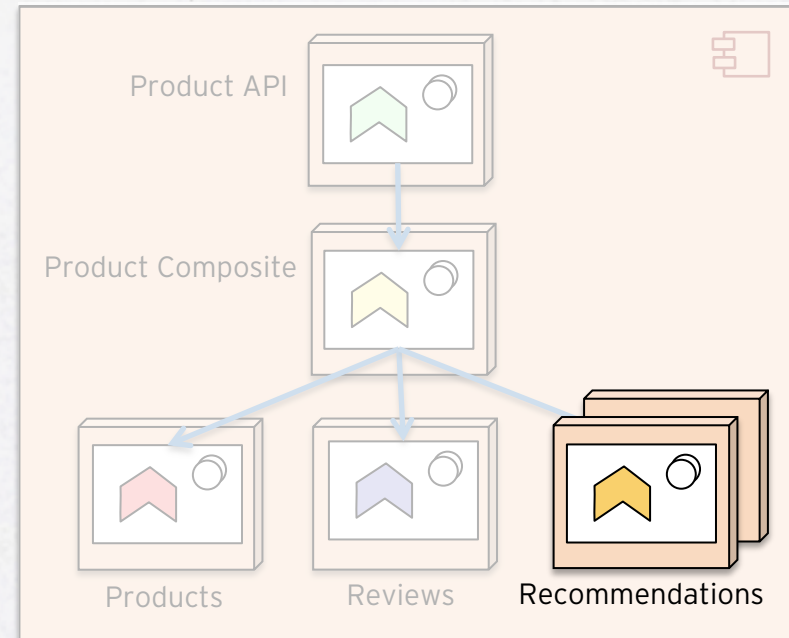 Product API
Product Composite
Products
Reviews
Recommendations